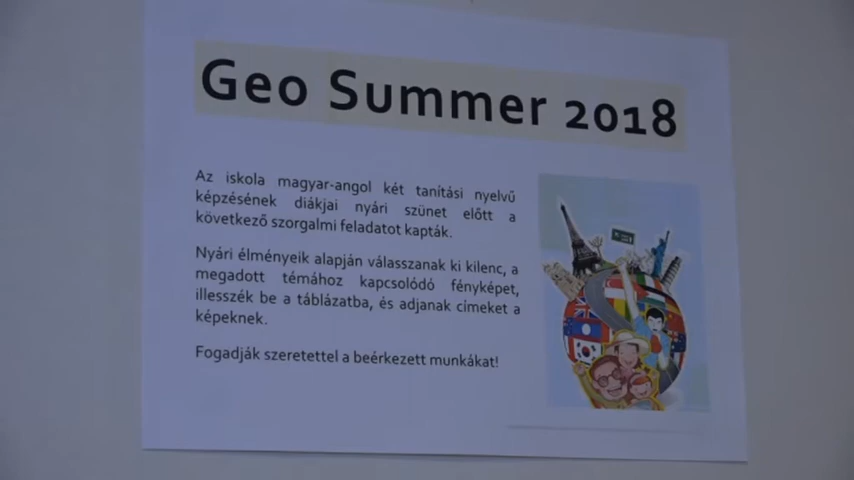 Geo Summer 2018
Az iskola magyar-angol két tanítási nyelvű
képzésének diákjai nyári szünet előtt a
következő szorgalmi feladatot kapták.
Nyári élményeik alapján válasszanak ki kilenc, a
megadott témához kapcsolódó fényképet,
illesszék be a táblázatba, és adjanak címeket a
képeknek.
Fogadják szeretettel a beérkezett munkákat!